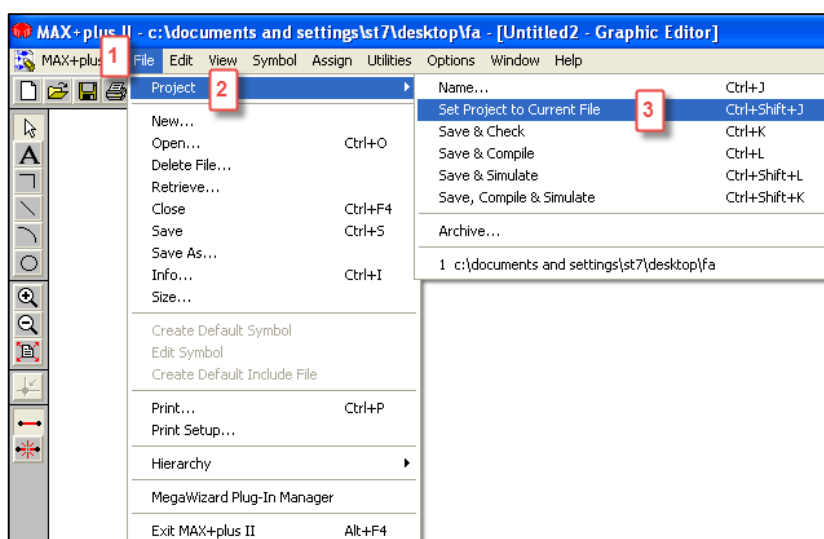 MAX+plus II - c:\documents and settings\st7\desktop\fa - [Untitled2 - Graphic Editor]
MAX+plus 1 File Edit View Symbol Assign Utilities Options Window Help
Project 2
New...
Open... Ctrl+O
Delete File...
Retrieve...
Close Ctrl+F4
Save Ctrl+S
Save As...
Info... Ctrl+I
Size...
Create Default Symbol
Edit Symbol
Create Default Include File
Print... Ctrl+P
Print Setup...
Hierarchy
MegaWizard Plug-In Manager
Exit MAX+plus II Alt+F4
Name... Ctrl+J
Set Project to Current File 3 Ctrl+Shift+J
Save & Check Ctrl+K
Save & Compile Ctrl+L
Save & Simulate Ctrl+Shift+L
Save, Compile & Simulate Ctrl+Shift+K
Archive...
1 c:\documents and settings\st7\desktop\fa
A